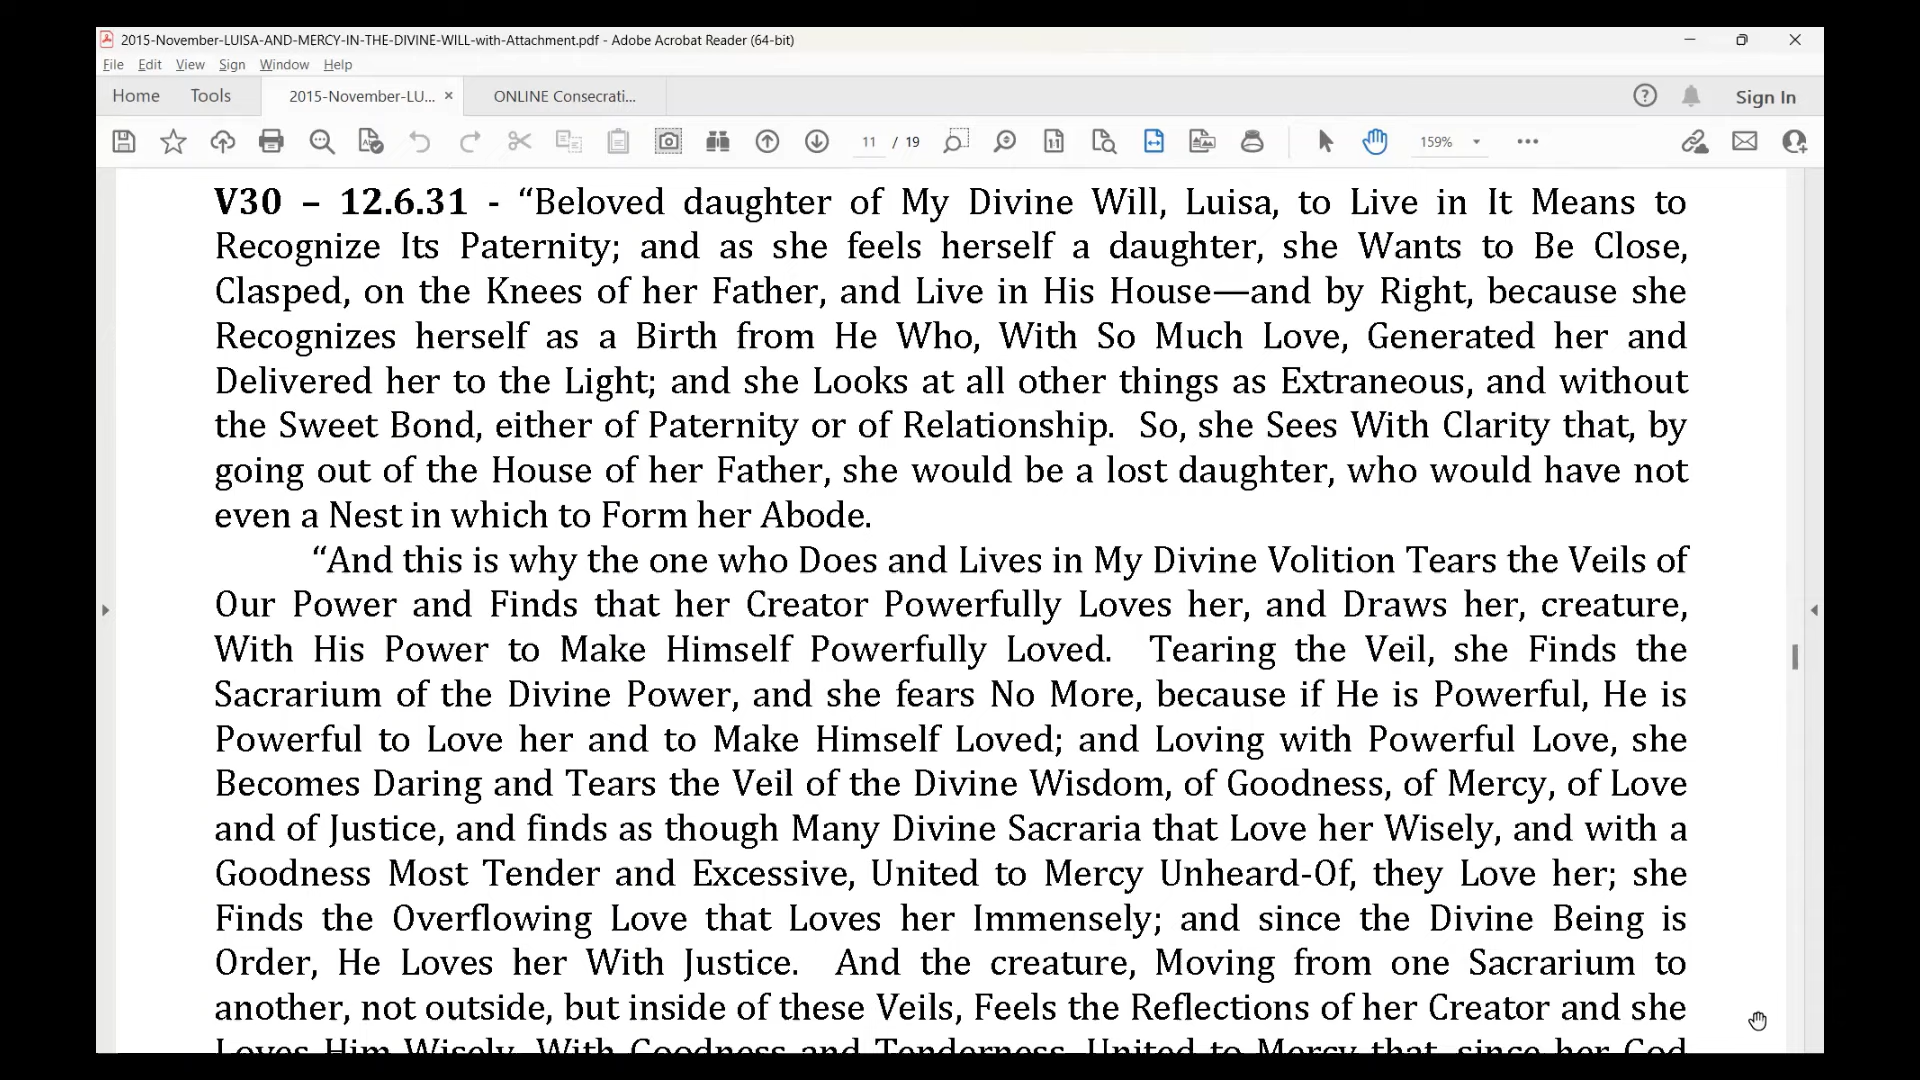 2015-November-LUISA-AND-MERCY-IN-THE-DIVINE-WILL-with-Attachment.pdf - Adobe Acrobat Reader (64-bit)
File Edit View Sign Window Help
Home Tools 2015-November-LU... × ONLINE Consecrati... Sign In
11 / 19 159%
V30 – 12.6.31 - “Beloved daughter of My Divine Will, Luisa, to Live in It Means to
Recognize Its Paternity; and as she feels herself a daughter, she Wants to Be Close,
Clasped, on the Knees of her Father, and Live in His House—and by Right, because she
Recognizes herself as a Birth from He Who, With So Much Love, Generated her and
Delivered her to the Light; and she Looks at all other things as Extraneous, and without
the Sweet Bond, either of Paternity or of Relationship. So, she Sees With Clarity that, by
going out of the House of her Father, she would be a lost daughter, who would have not
even a Nest in which to Form her Abode.
“And this is why the one who Does and Lives in My Divine Volition Tears the Veils of
Our Power and Finds that her Creator Powerfully Loves her, and Draws her, creature,
With His Power to Make Himself Powerfully Loved. Tearing the Veil, she Finds the
Sacrarium of the Divine Power, and she fears No More, because if He is Powerful, He is
Powerful to Love her and to Make Himself Loved; and Loving with Powerful Love, she
Becomes Daring and Tears the Veil of the Divine Wisdom, of Goodness, of Mercy, of Love
and of Justice, and finds as though Many Divine Sacraria that Love her Wisely, and with a
Goodness Most Tender and Excessive, United to Mercy Unheard-Of, they Love her; she
Finds the Overflowing Love that Loves her Immensely; and since the Divine Being is
Order, He Loves her With Justice. And the creature, Moving from one Sacrarium to
another, not outside, but inside of these Veils, Feels the Reflections of her Creator and she
Loves Him Wisely, With Goodness and Tenderness, United to Mercy that, since her God